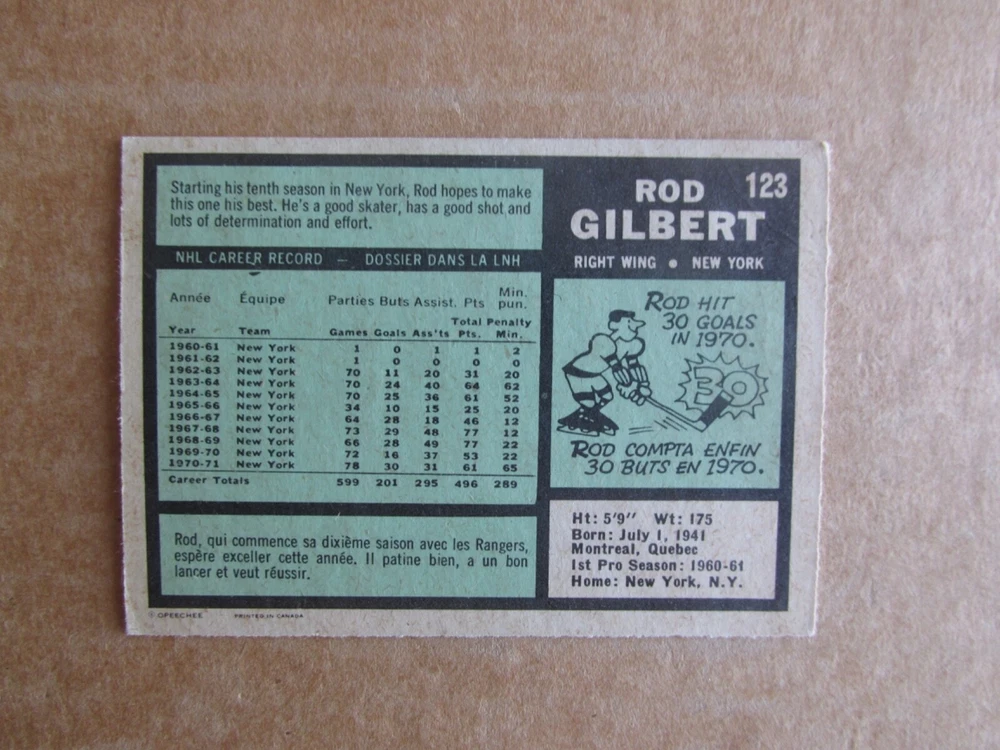 Starting his tenth season in New York, Rod hopes to make
this one his best. He's a good skater, has a good shot and
lots of determination and effort.
ROD 123
GILBERT
RIGHT WING • NEW YORK
NHL CAREER RECORD — DOSSIER DANS LA LNH
Année Équipe Parties Buts Assist. Pts Min. pun.
Year Team Games Goals Ass'ts Total Pts. Penalty Min.
1960-61 New York 1 0 1 1 2
1961-62 New York 1 0 0 0 0
1962-63 New York 70 11 20 31 20
1963-64 New York 70 24 40 64 62
1964-65 New York 70 25 36 61 52
1965-66 New York 34 10 15 25 20
1966-67 New York 64 28 18 46 12
1967-68 New York 73 29 48 77 12
1968-69 New York 66 28 49 77 22
1969-70 New York 72 16 37 53 22
1970-71 New York 78 30 31 61 65
Career Totals 599 201 295 496 289
ROD HIT
30 GOALS
IN 1970.
30
ROD COMPTA ENFIN
30 BUTS EN 1970.
Rod, qui commence sa dixième saison avec les Rangers,
espère exceller cette année. Il patine bien, a un bon
lancer et veut réussir.
Ht: 5'9" Wt: 175
Born: July 1, 1941
Montreal, Quebec
1st Pro Season: 1960-61
Home: New York, N.Y.
© OPEECHEE PRINTED IN CANADA